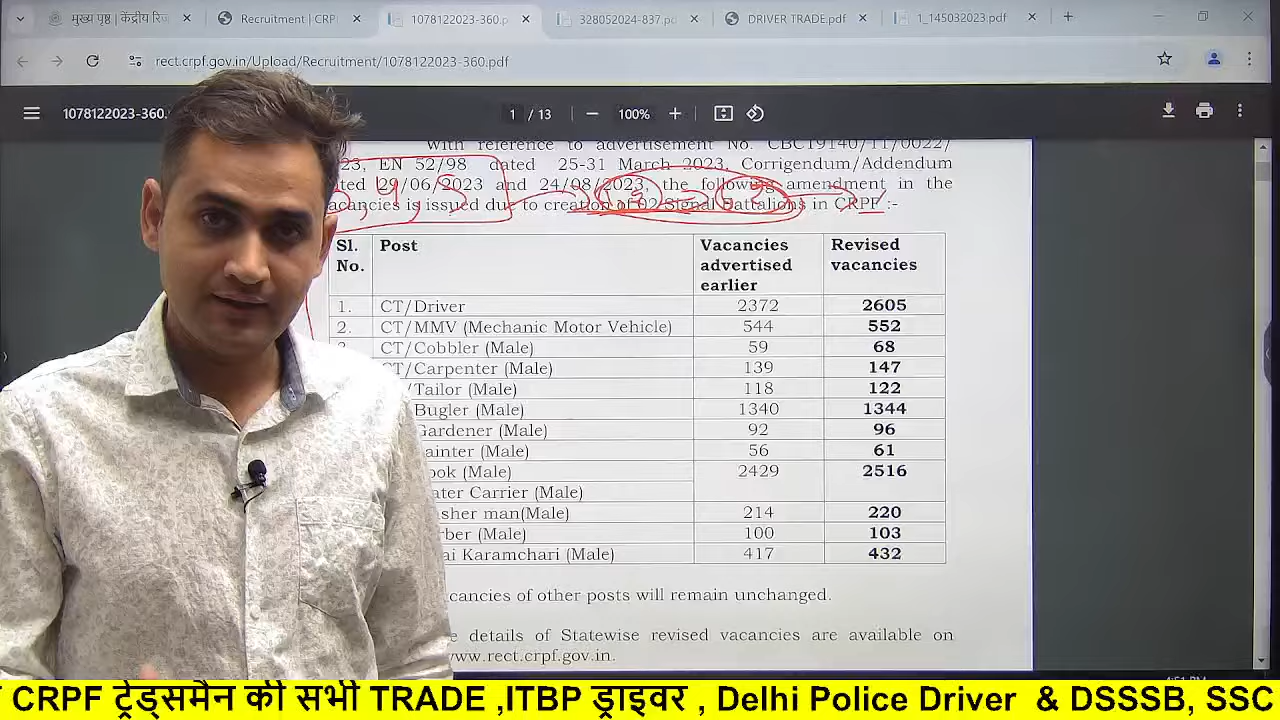 मुख्य पृष्ठ | केंद्रीय रि
Recruitment | CRP
1078122023-360.p
328052024-837.pc
DRIVER TRADE.pdf
1_145032023.pdf
rect.crpf.gov.in/Upload/Recruitment/1078122023-360.pdf
1078122023-360.
1 / 13
100%
With reference to advertisement No. CBC19140/11/0022/
23, EN 52/98 dated 25-31 March 2023, Corrigendum/Addendum
ted 29/06/2023 and 24/08/2023, the following amendment in the
acancies is issued due to creation of 02 Signal Battalions in CRPF :-
Sl. No. Post Vacancies advertised earlier Revised vacancies
1. CT/Driver 2372 2605
2. CT/MMV (Mechanic Motor Vehicle) 544 552
CT/Cobbler (Male) 59 68
CT/Carpenter (Male) 139 147
/Tailor (Male) 118 122
Bugler (Male) 1340 1344
Gardener (Male) 92 96
ainter (Male) 56 61
ook (Male) 2429 2516
ater Carrier (Male)
sher man(Male) 214 220
rber (Male) 100 103
ai Karamchari (Male) 417 432
cancies of other posts will remain unchanged.
e details of Statewise revised vacancies are available on
www.rect.crpf.gov.in.
CRPF ट्रेड्समैन की सभी TRADE ,ITBP ड्राइवर , Delhi Police Driver & DSSSB, SSC